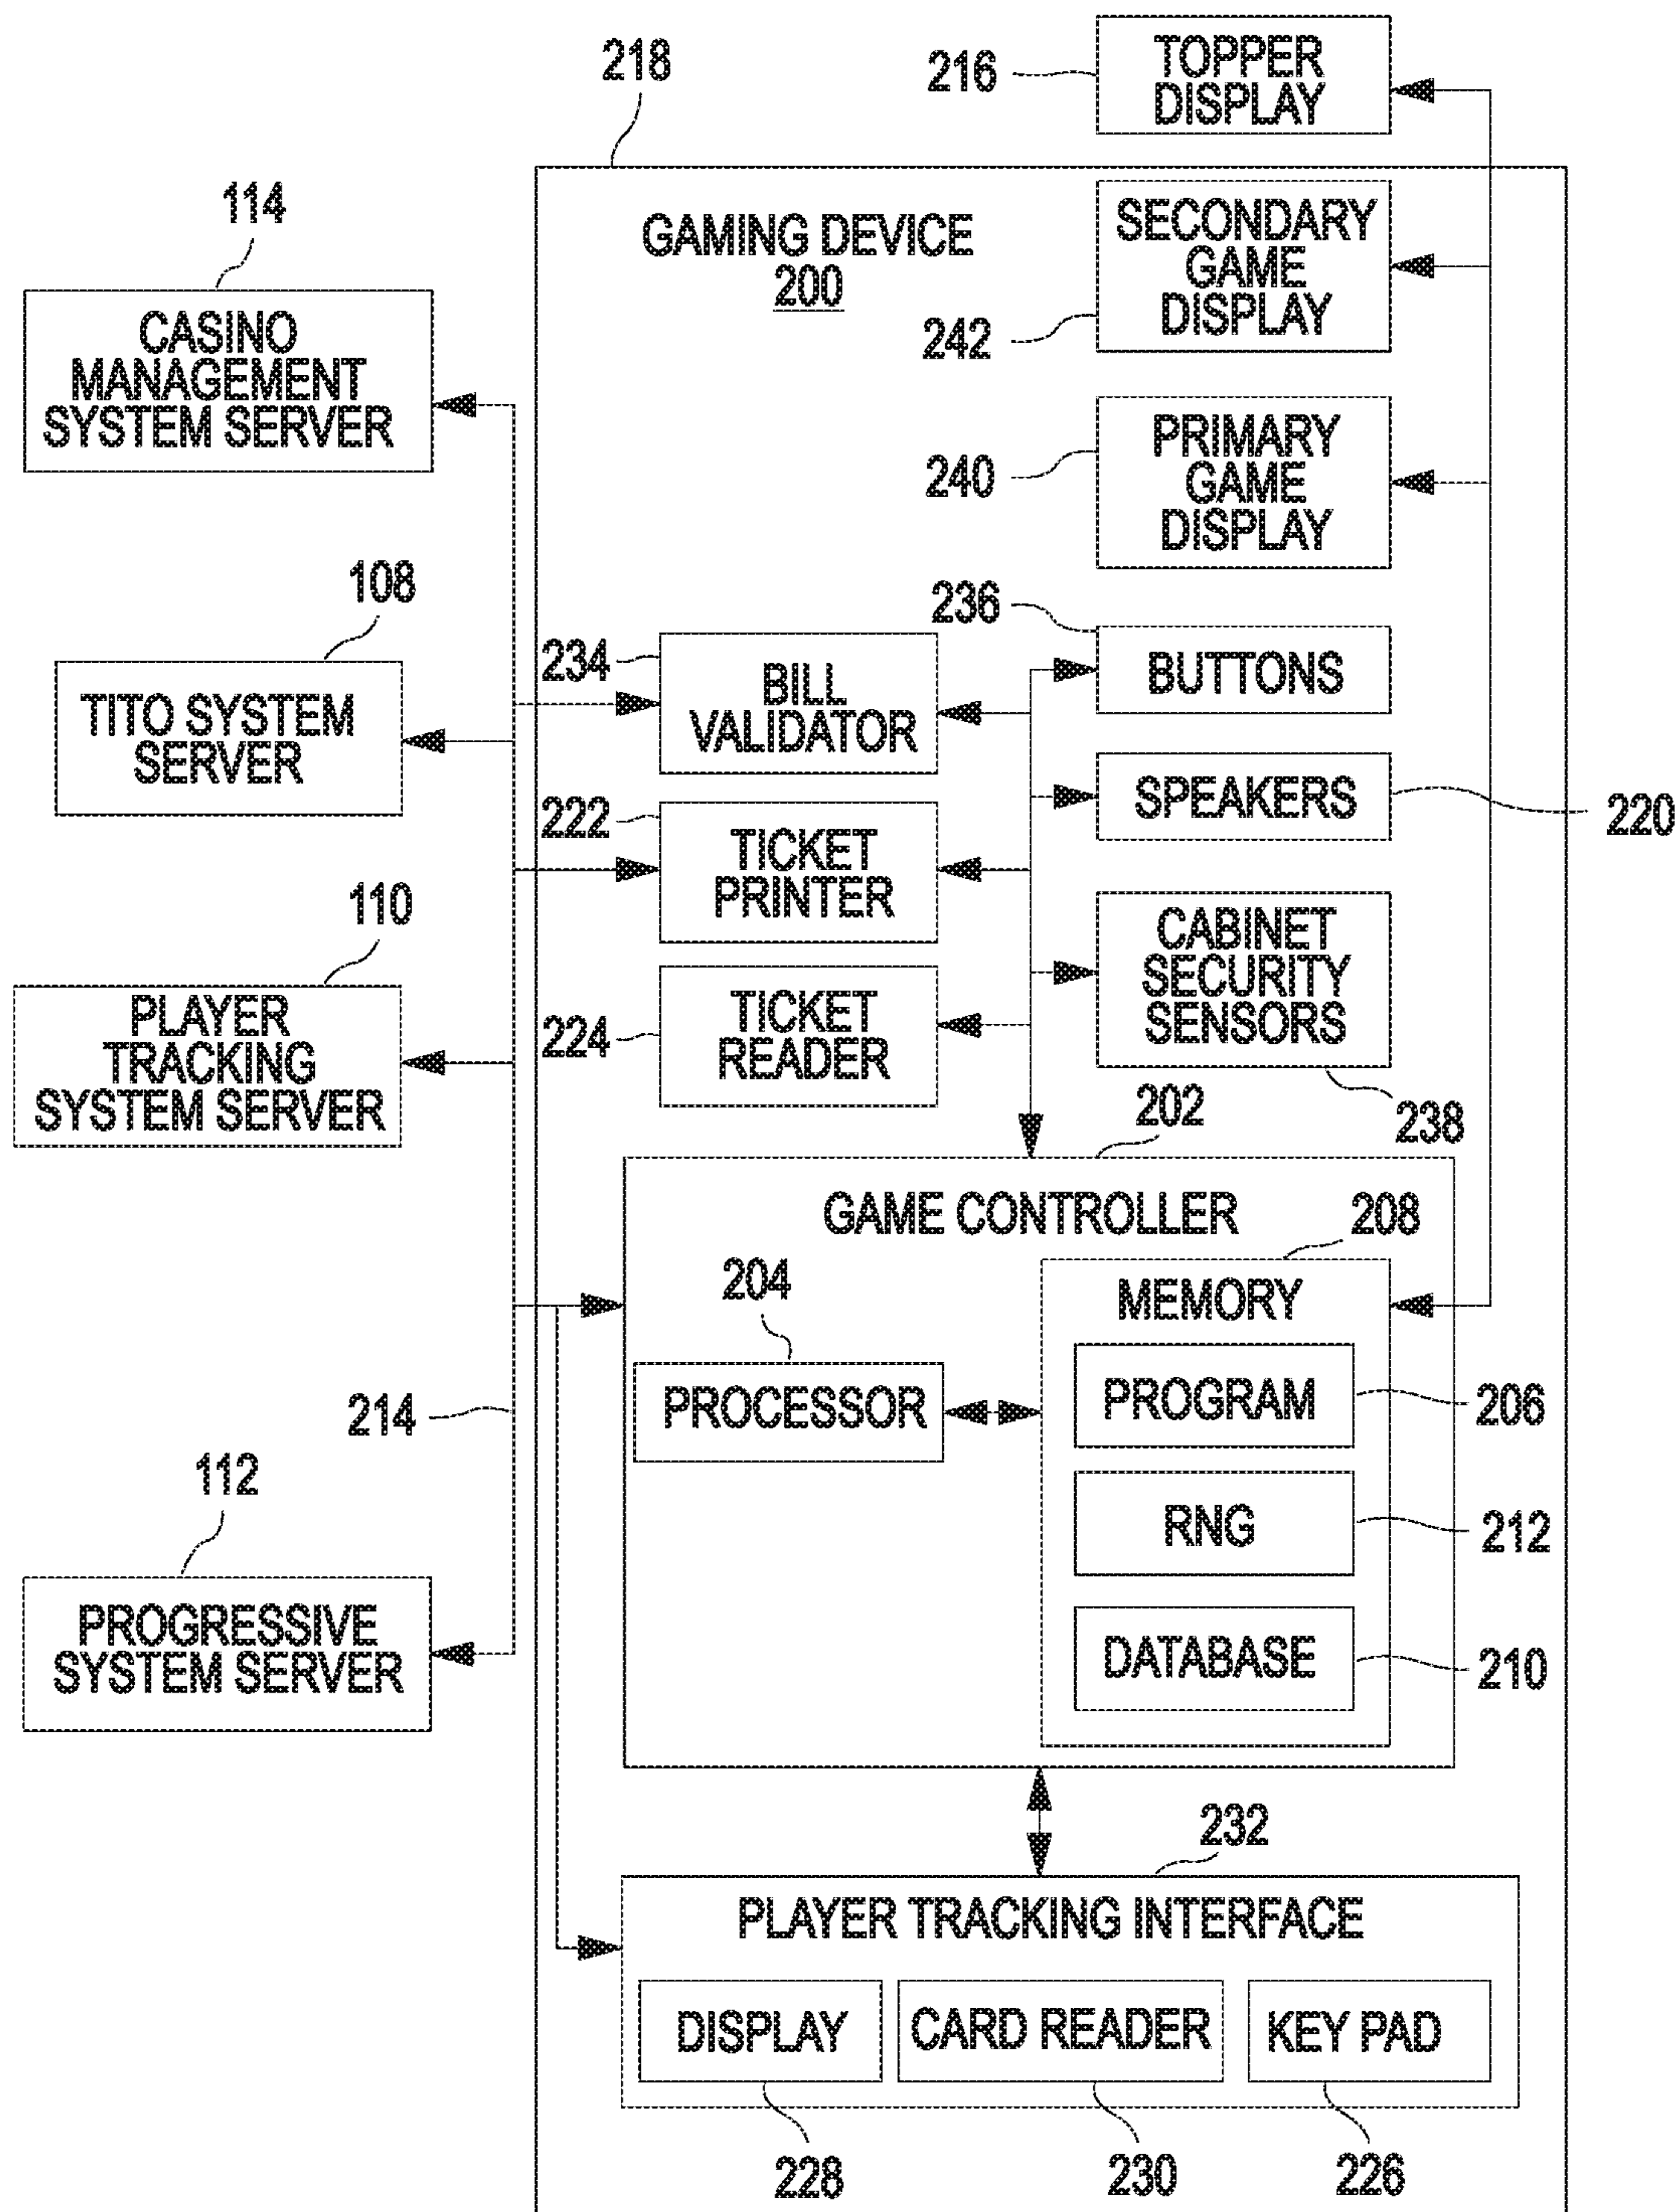 218
216
TOPPER
DISPLAY
114
GAMING DEVICE
200
SECONDARY
GAME
DISPLAY
242
CASINO
MANAGEMENT
SYSTEM SERVER
240
PRIMARY
GAME
DISPLAY
108
236
234
BILL
VALIDATOR
BUTTONS
TITO SYSTEM
SERVER
SPEAKERS
220
222
TICKET
PRINTER
110
CABINET
SECURITY
SENSORS
PLAYER
TRACKING
SYSTEM SERVER
224
TICKET
READER
202
238
GAME CONTROLLER
208
204
MEMORY
PROCESSOR
PROGRAM
206
214
112
RNG
212
PROGRESSIVE
SYSTEM SERVER
DATABASE
210
232
PLAYER TRACKING INTERFACE
DISPLAY
CARD READER
KEY PAD
228
230
226